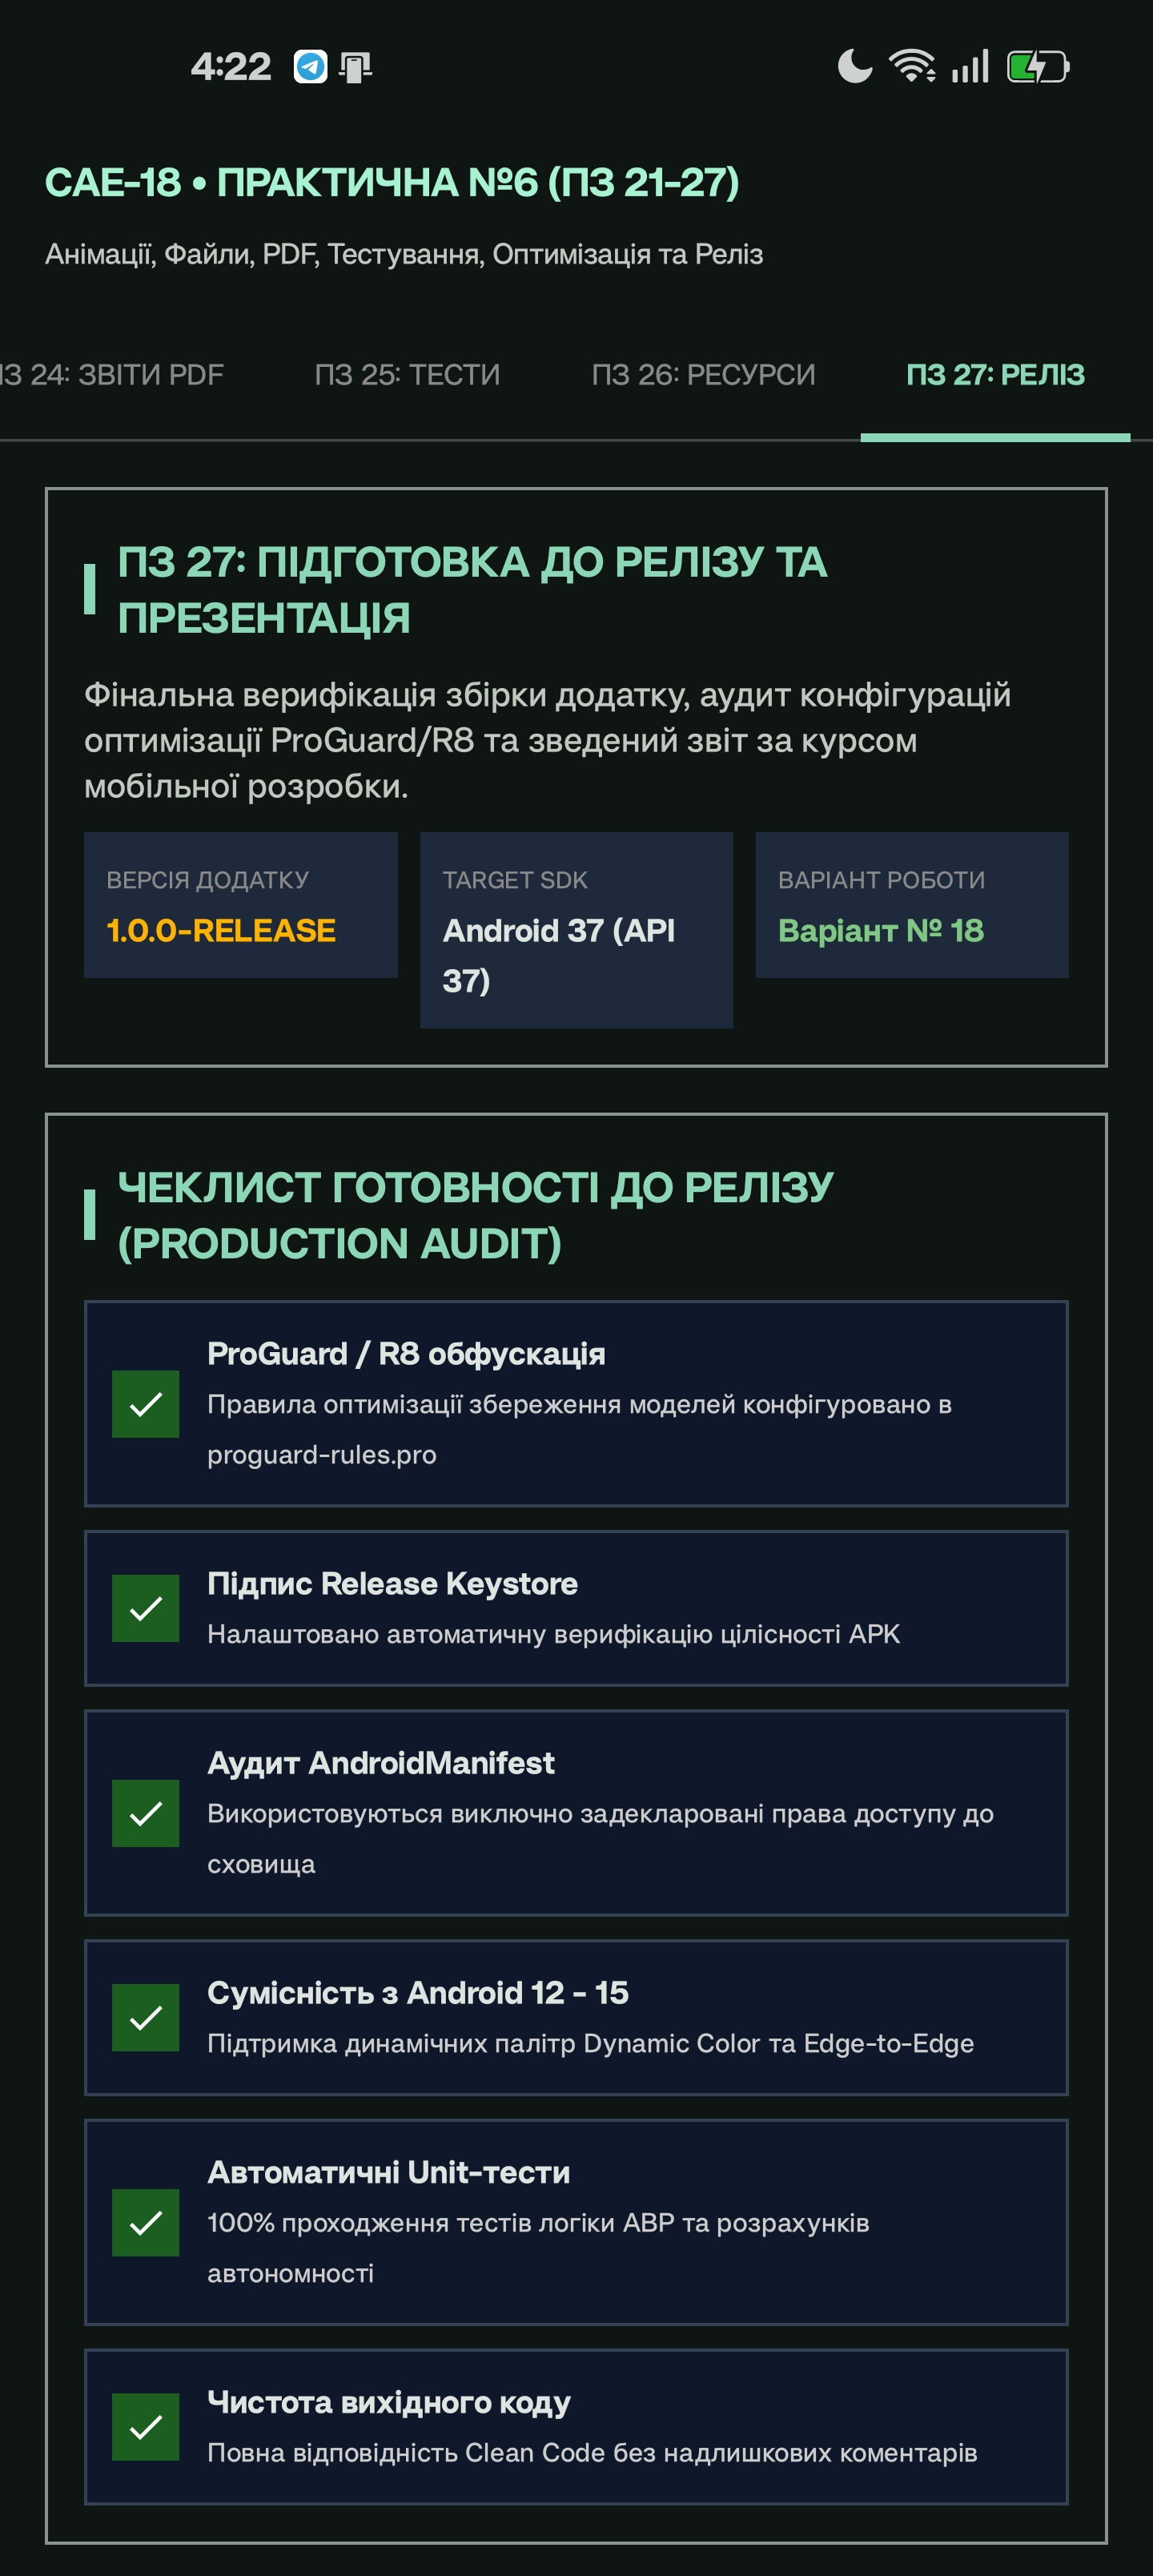 4:22
САЕ-18 • ПРАКТИЧНА №6 (ПЗ 21-27)
Анімації, Файли, PDF, Тестування, Оптимізація та Реліз
ПЗ 24: ЗВІТИ PDF
ПЗ 25: ТЕСТИ
ПЗ 26: РЕСУРСИ
ПЗ 27: РЕЛІЗ
ПЗ 27: ПІДГОТОВКА ДО РЕЛІЗУ ТА
ПРЕЗЕНТАЦІЯ
Фінальна верифікація збірки додатку, аудит конфігурацій
оптимізації ProGuard/R8 та зведений звіт за курсом
мобільної розробки.
ВЕРСІЯ ДОДАТКУ
1.0.0-RELEASE
TARGET SDK
Android 37 (API
37)
ВАРІАНТ РОБОТИ
Варіант № 18
ЧЕКЛИСТ ГОТОВНОСТІ ДО РЕЛІЗУ
(PRODUCTION AUDIT)
ProGuard / R8 обфускація
Правила оптимізації збереження моделей конфігуровано в
proguard-rules.pro
Підпис Release Keystore
Налаштовано автоматичну верифікацію цілісності APK
Аудит AndroidManifest
Використовуються виключно задекларовані права доступу до
сховища
Сумісність з Android 12 - 15
Підтримка динамічних палітр Dynamic Color та Edge-to-Edge
Автоматичні Unit-тести
100% проходження тестів логіки АВР та розрахунків
автономності
Чистота вихідного коду
Повна відповідність Clean Code без надлишкових коментарів